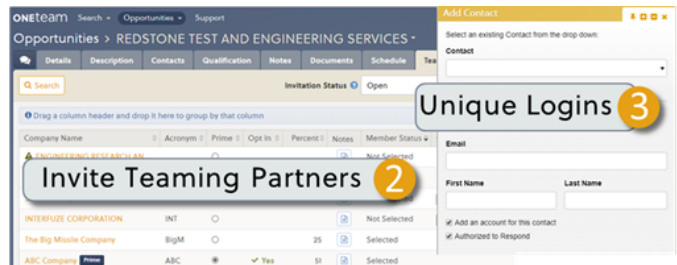 ONEteam Search Opportunities Support
Opportunities > REDSTONE TEST AND ENGINEERING SERVICES
Details Description Contacts Qualification Notes Documents Schedule Tea
Search
Invitation Status Open
Drag a column header and drop it here to group by that column
Company Name Acronym Prime Opt In Percent Notes Member Status
ENGINEERING RESEARCH AN Not Selected
Invite Teaming Partners 2
INTERFUZE CORPORATION INT Not Selected
The Big Missile Company BigM 25 Selected
ABC Company Prime ABC Yes 51 Selected
Add Contact
Select an existing Contact from the drop down:
Contact
Unique Logins 3
Email
First Name Last Name
Add an account for this contact
Authorized to Respond